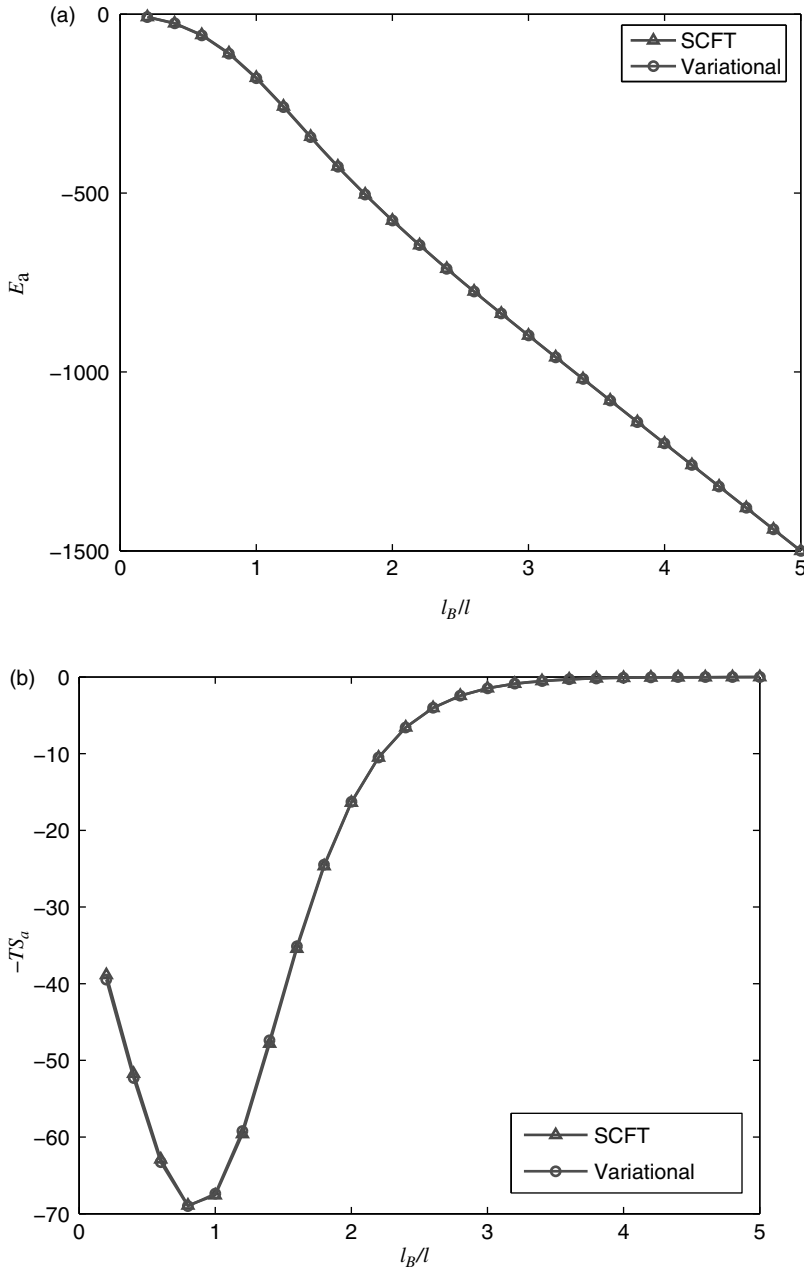 (a)
0
−500
−1000
−1500
E_a
0 1 2 3 4 5
l_B/l
SCFT
Variational
(b)
0
−10
−20
−30
−40
−50
−60
−70
−TS_a
0 1 2 3 4 5
l_B/l
SCFT
Variational